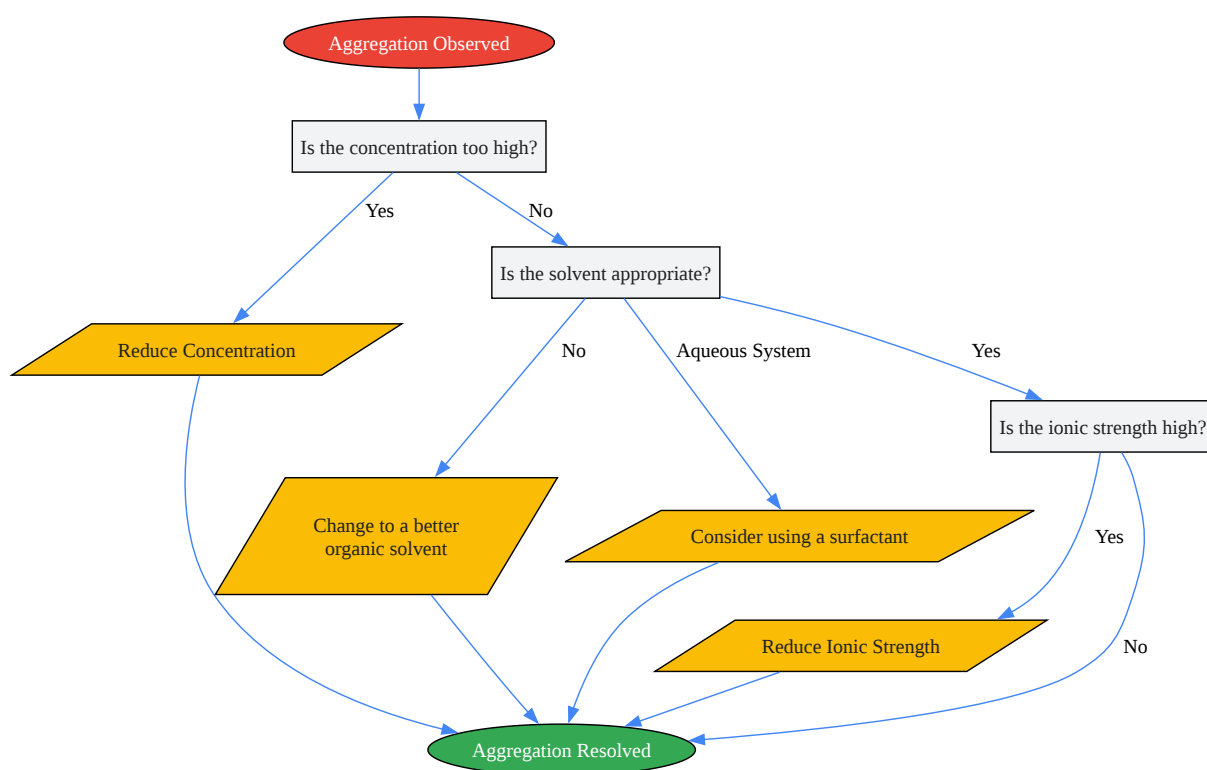 Aggregation Observed
Is the concentration too high?
Yes
No
Is the solvent appropriate?
Reduce Concentration
No
Aqueous System
Yes
Is the ionic strength high?
Change to a better
organic solvent
Consider using a surfactant
Yes
Reduce Ionic Strength
No
Aggregation Resolved